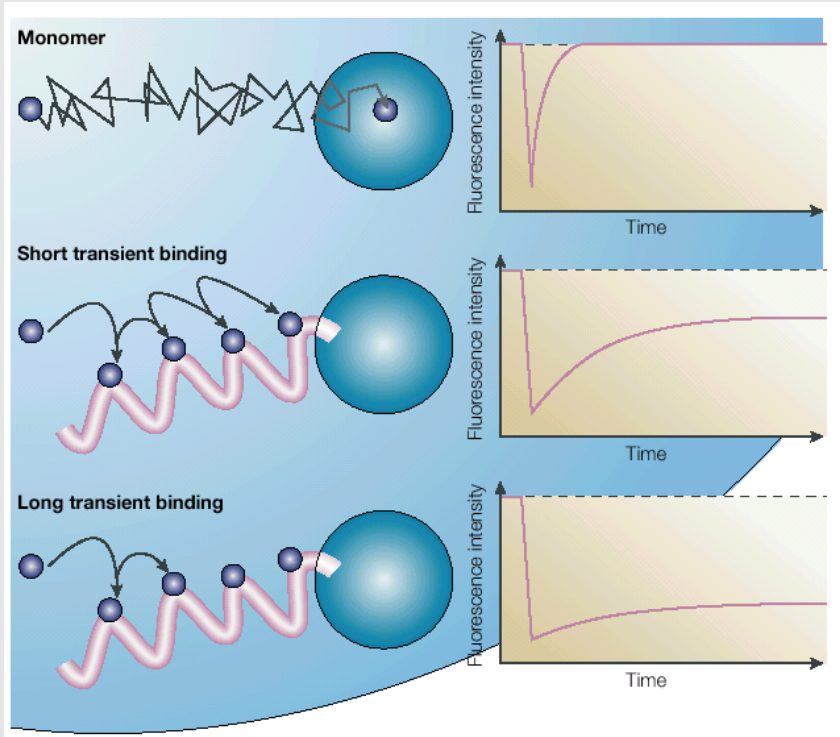 Monomer
Fluorescence intensity
Time
Short transient binding
Fluorescence intensity
Time
Long transient binding
Fluorescence intensity
Time